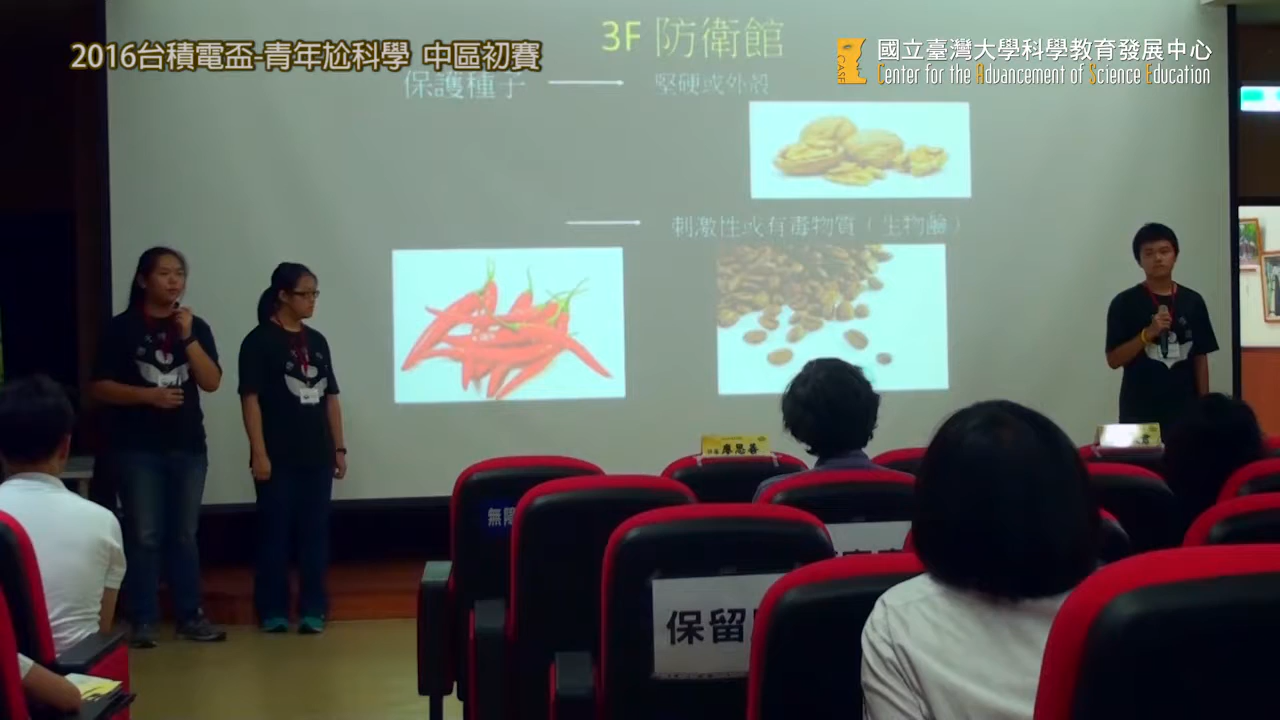 2016台積電盃-青年尬科學 中區初賽
3F 防衛館
國立臺灣大學科學教育發展中心
Center for the Advancement of Science Education
CASE
保護種子
堅硬或外殼
刺激性或有毒物質（生物鹼）
廖思善
無障
保留